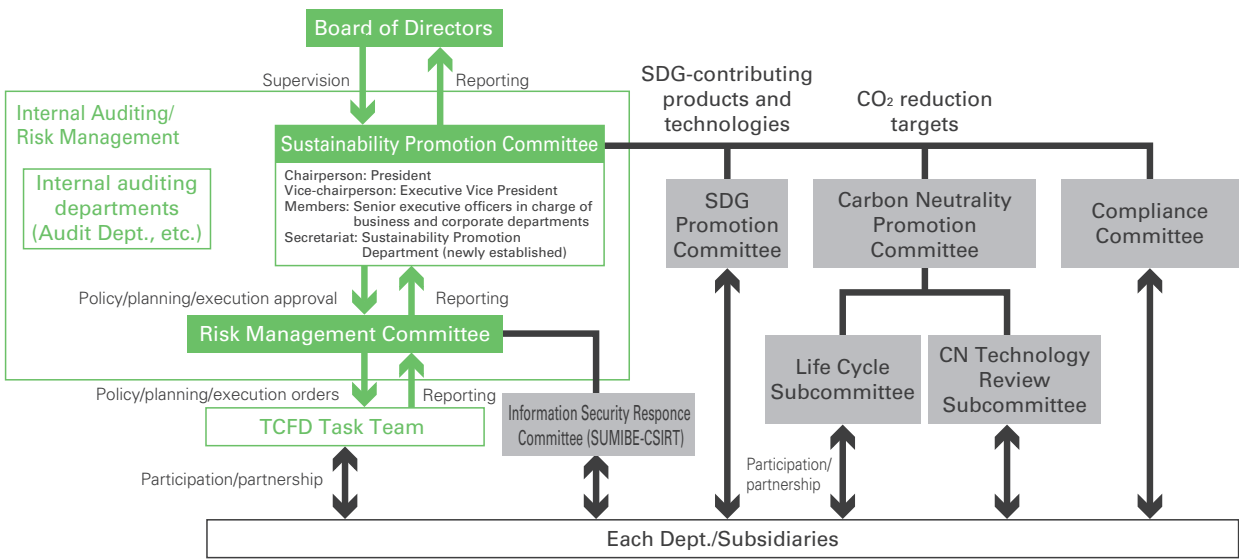 Board of Directors
Supervision
Reporting
SDG-contributing
products and
technologies
CO₂ reduction
targets
Internal Auditing/
Risk Management
Internal auditing
departments
(Audit Dept., etc.)
Sustainability Promotion Committee
Chairperson: President
Vice-chairperson: Executive Vice President
Members: Senior executive officers in charge of
business and corporate departments
Secretariat: Sustainability Promotion
Department (newly established)
SDG
Promotion
Committee
Carbon Neutrality
Promotion
Committee
Compliance
Committee
Policy/planning/execution approval
Reporting
Risk Management Committee
Life Cycle
Subcommittee
CN Technology
Review
Subcommittee
Policy/planning/execution orders
Reporting
TCFD Task Team
Information Security Responce
Committee (SUMIBE-CSIRT)
Participation/partnership
Participation/
partnership
Each Dept./Subsidiaries